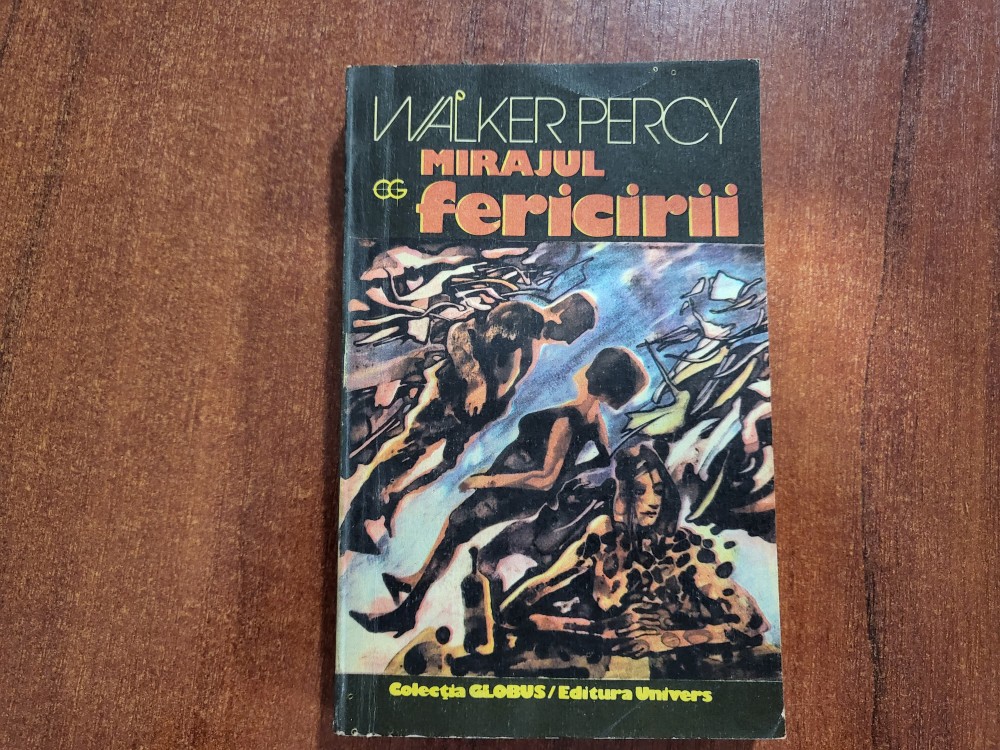 WALKER PERCY
MIRAJUL
CG fericirii
Colecția GLOBUS/Editura Univers